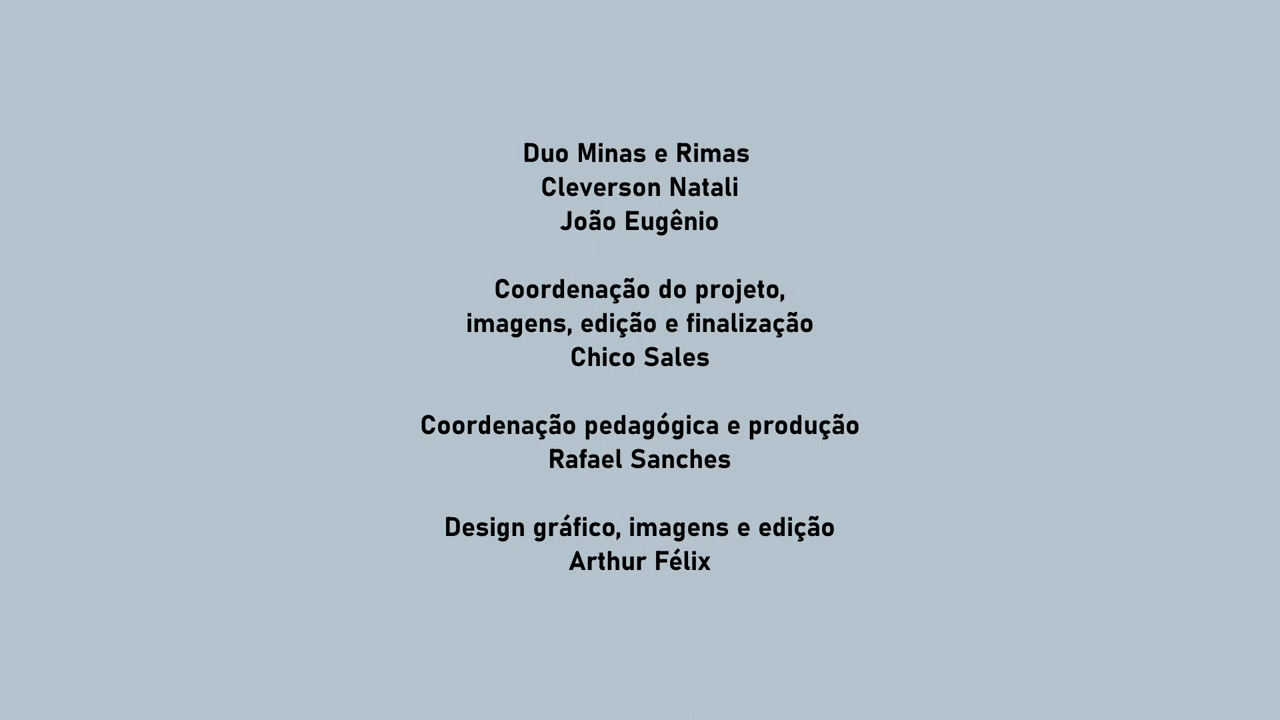 Duo Minas e Rimas
Cleverson Natali
João Eugênio
Coordenação do projeto,
imagens, edição e finalização
Chico Sales
Coordenação pedagógica e produção
Rafael Sanches
Design gráfico, imagens e edição
Arthur Félix